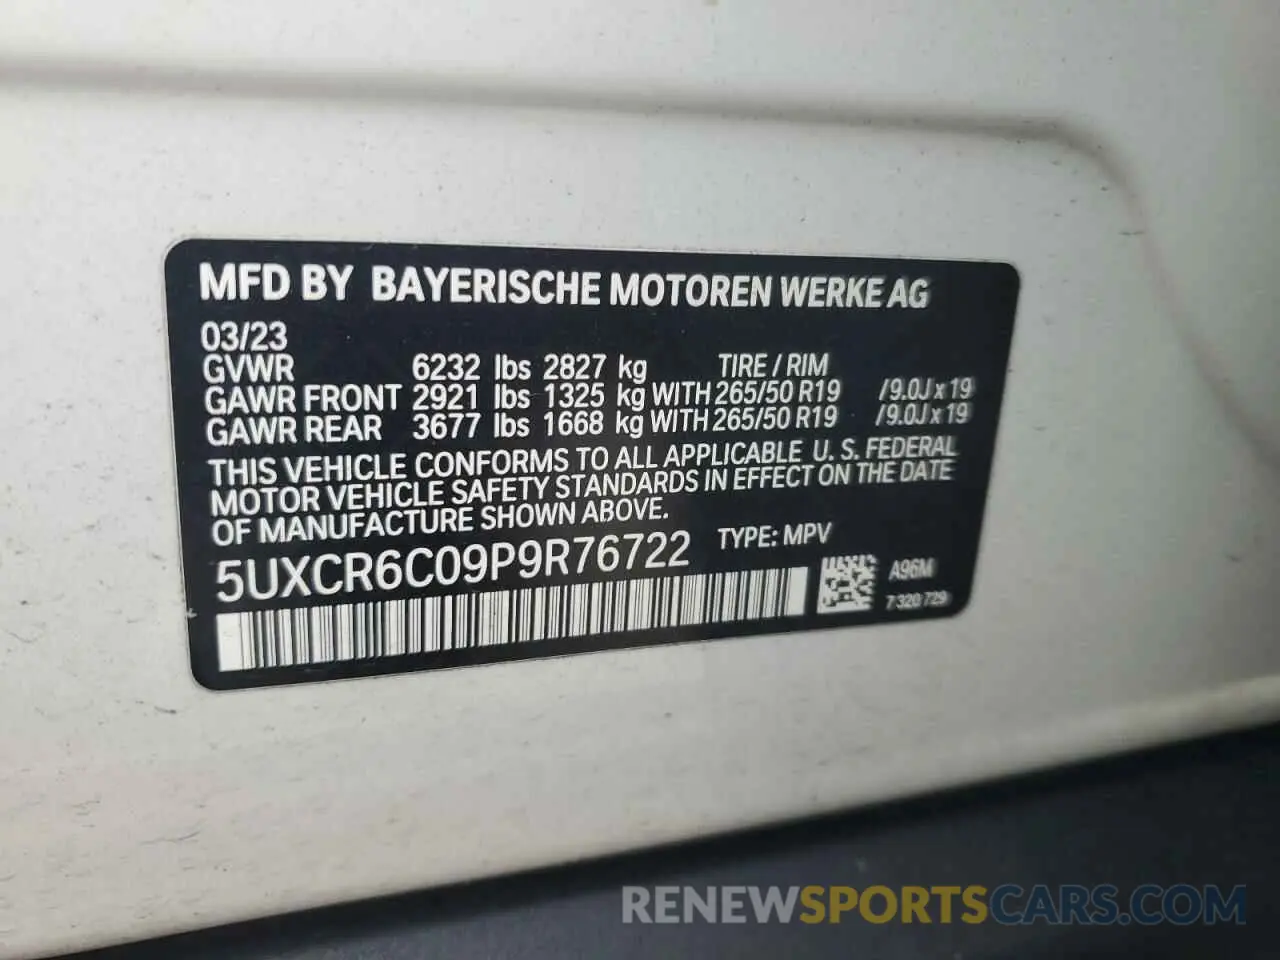 MFD BY BAYERISCHE MOTOREN WERKE AG
03/23
GVWR 6232 lbs 2827 kg TIRE / RIM
GAWR FRONT 2921 lbs 1325 kg WITH 265/50 R19 /9.0J x 19
GAWR REAR 3677 lbs 1668 kg WITH 265/50 R19 /9.0J x 19
THIS VEHICLE CONFORMS TO ALL APPLICABLE U. S. FEDERAL
MOTOR VEHICLE SAFETY STANDARDS IN EFFECT ON THE DATE
OF MANUFACTURE SHOWN ABOVE.
5UXCR6C09P9R76722 TYPE: MPV
A96M
7 320 729
RENEWSPORTSCARS.COM